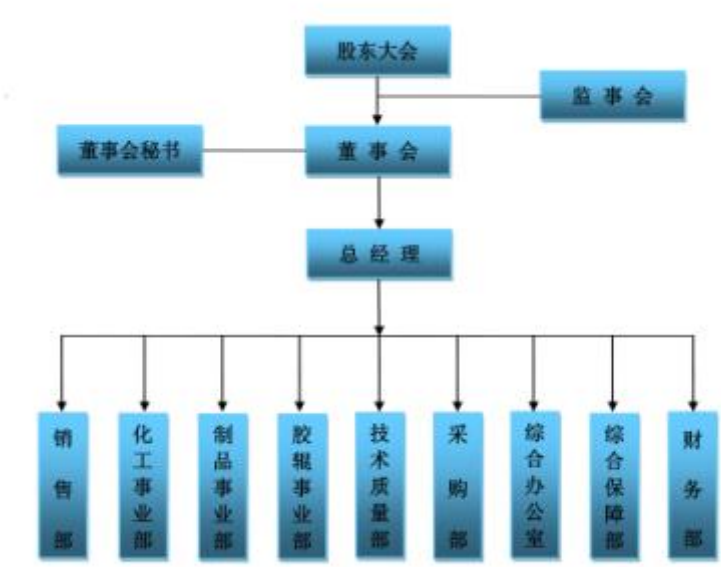 股东大会
监事会
董事会秘书
董事会
总经理
销售部
化工事业部
制品事业部
胶辊事业部
技术质量部
采购部
综合办公室
综合保障部
财务部